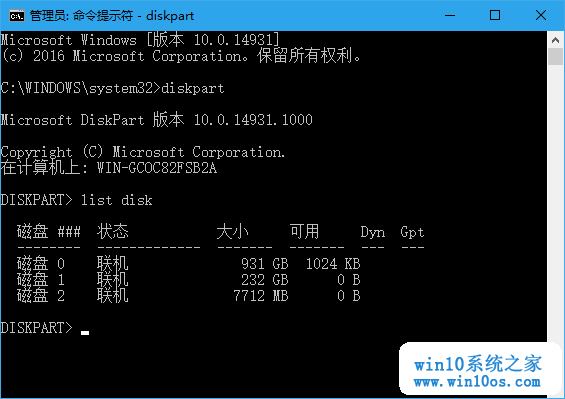 管理员: 命令提示符 - diskpart
Microsoft Windows [版本 10.0.14931]
(c) 2016 Microsoft Corporation。保留所有权利。
C:\WINDOWS\system32>diskpart
Microsoft DiskPart 版本 10.0.14931.1000
Copyright (C) Microsoft Corporation.
在计算机上: WIN-GCOC82FSB2A
DISKPART> list disk
磁盘 ### 状态 大小 可用 Dyn Gpt
-------- ------------- ------- ------- --- ---
磁盘 0 联机 931 GB 1024 KB
磁盘 1 联机 232 GB 0 B
磁盘 2 联机 7712 MB 0 B
DISKPART>
win10系统之家
www.win10os.com